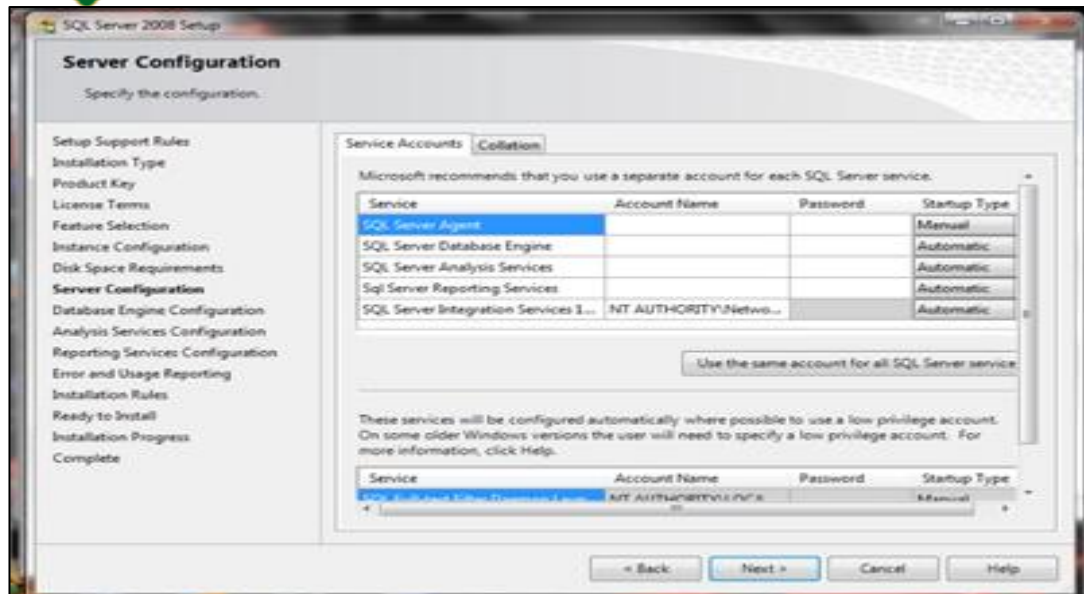 SQL Server 2008 Setup
Server Configuration
Specify the configuration.
Setup Support Rules
Installation Type
Product Key
License Terms
Feature Selection
Instance Configuration
Disk Space Requirements
Server Configuration
Database Engine Configuration
Analysis Services Configuration
Reporting Services Configuration
Error and Usage Reporting
Installation Rules
Ready to Install
Installation Progress
Complete
Service Accounts Collation
Microsoft recommends that you use a separate account for each SQL Server service.
Service Account Name Password Startup Type
SQL Server Agent Manual
SQL Server Database Engine Automatic
SQL Server Analysis Services Automatic
Sql Server Reporting Services Automatic
SQL Server Integration Services 1... NT AUTHORITY\Netwo... Automatic
Use the same account for all SQL Server service
These services will be configured automatically where possible to use a low privilege account.
On some older Windows versions the user will need to specify a low privilege account. For
more information, click Help.
Service Account Name Password Startup Type
NT AUTHORITY\LOCA... Manual
< Back Next > Cancel Help